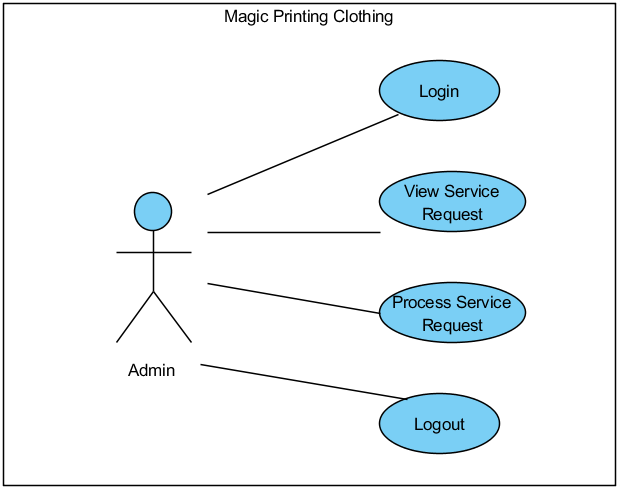 Magic Printing Clothing
Login
View Service
Request
Process Service
Request
Admin
Logout